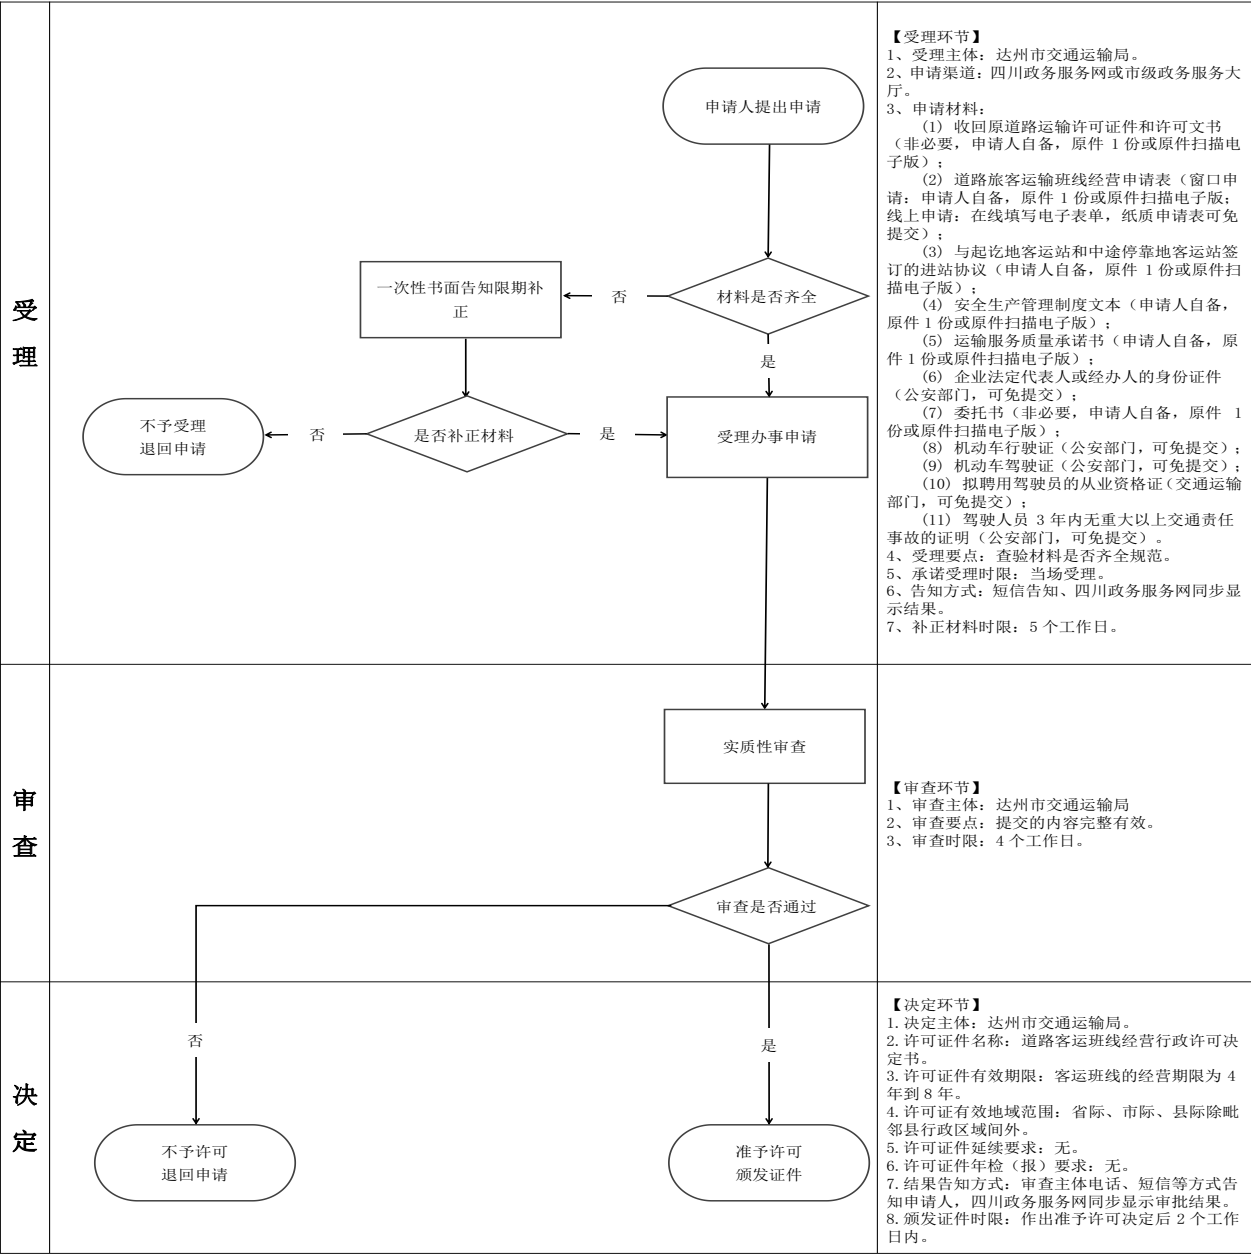 受
理
申请人提出申请
材料是否齐全
否
一次性书面告知限期补
正
是
是否补正材料
否
不予受理
退回申请
是
受理办事申请
【受理环节】
1、受理主体：达州市交通运输局。
2、申请渠道：四川政务服务网或市级政务服务大
厅。
3、申请材料：
（1）收回原道路运输许可证件和许可文书
（非必要，申请人自备，原件 1 份或原件扫描电
子版）；
（2）道路旅客运输班线经营申请表（窗口申
请：申请人自备，原件 1 份或原件扫描电子版；
线上申请：在线填写电子表单，纸质申请表可免
提交）；
（3）与起讫地客运站和中途停靠地客运站签
订的进站协议（申请人自备，原件 1 份或原件扫
描电子版）；
（4）安全生产管理制度文本（申请人自备，
原件 1 份或原件扫描电子版）；
（5）运输服务质量承诺书（申请人自备，原
件 1 份或原件扫描电子版）；
（6）企业法定代表人或经办人的身份证件
（公安部门，可免提交）；
（7）委托书（非必要，申请人自备，原件 1
份或原件扫描电子版）；
（8）机动车行驶证（公安部门，可免提交）；
（9）机动车驾驶证（公安部门，可免提交）；
（10）拟聘用驾驶员的从业资格证（交通运输
部门，可免提交）；
（11）驾驶人员 3 年内无重大以上交通责任
事故的证明（公安部门，可免提交）。
4、受理要点：查验材料是否齐全规范。
5、承诺受理时限：当场受理。
6、告知方式：短信告知、四川政务服务网同步显
示结果。
7、补正材料时限：5 个工作日。
审
查
实质性审查
审查是否通过
【审查环节】
1、审查主体：达州市交通运输局
2、审查要点：提交的内容完整有效。
3、审查时限：4 个工作日。
决
定
否
不予许可
退回申请
是
准予许可
颁发证件
【决定环节】
1.决定主体：达州市交通运输局。
2.许可证件名称：道路客运班线经营行政许可决
定书。
3.许可证件有效期限：客运班线的经营期限为 4
年到 8 年。
4.许可证有效地域范围：省际、市际、县际除毗
邻县行政区域间外。
5.许可证件延续要求：无。
6.许可证件年检（报）要求：无。
7.结果告知方式：审查主体电话、短信等方式告
知申请人，四川政务服务网同步显示审批结果。
8.颁发证件时限：作出准予许可决定后 2 个工作
日内。